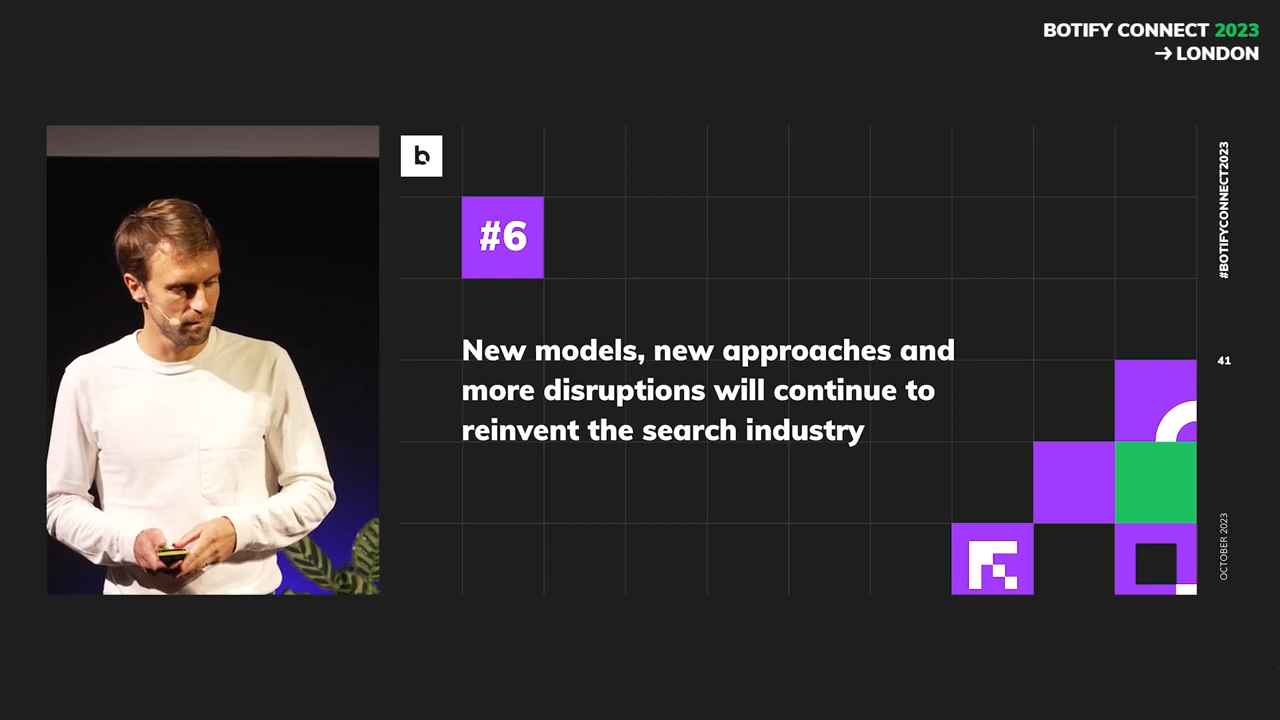 BOTIFY CONNECT 2023
→ LONDON
b
#6
New models, new approaches and
more disruptions will continue to
reinvent the search industry
#BOTIFYCONNECT2023
41
OCTOBER 2023